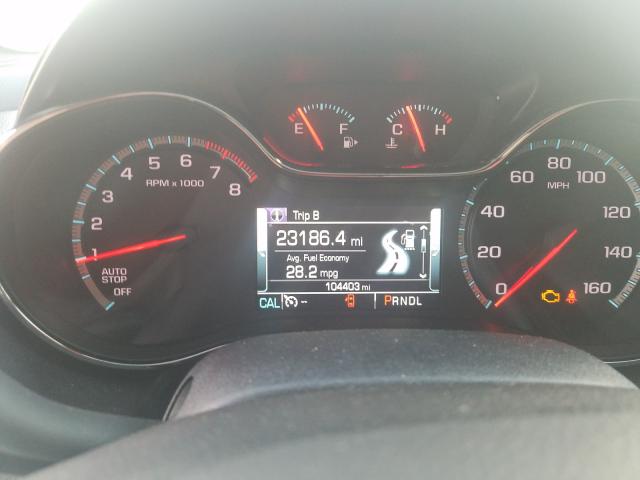 E F C H
1 2 3 4 5 6 7 8
RPM x 1000
AUTO
STOP
OFF
Trip B
23186.4 mi
Avg. Fuel Economy
28.2 mpg
104403 mi
CAL -- PRNDL
0 20 40 60 80 100 120 140 160
MPH